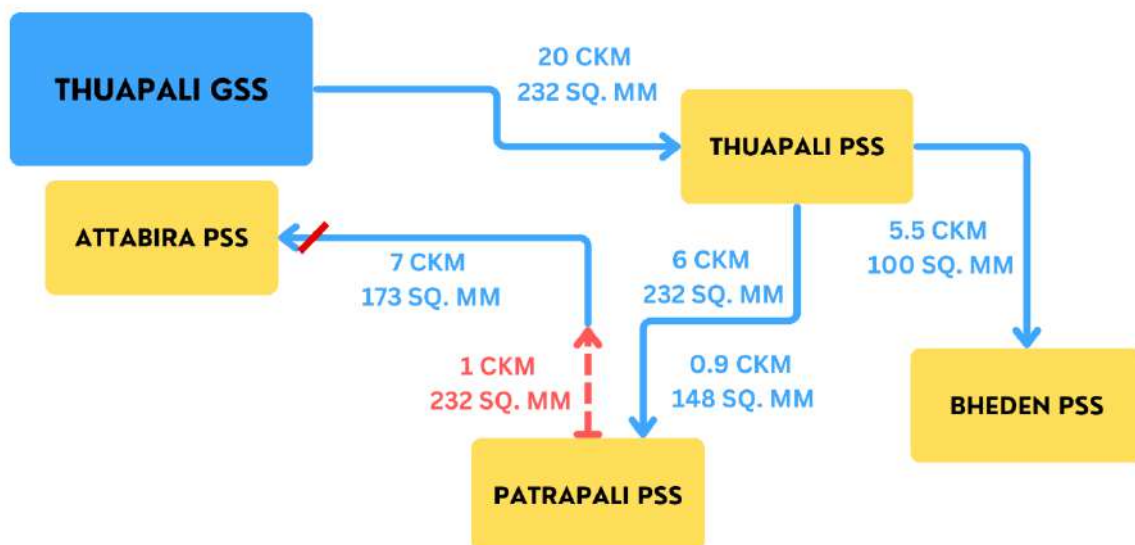 THUAPALI GSS
20 CKM
232 SQ. MM
THUAPALI PSS
ATTABIRA PSS
7 CKM
173 SQ. MM
6 CKM
232 SQ. MM
5.5 CKM
100 SQ. MM
1 CKM
232 SQ. MM
0.9 CKM
148 SQ. MM
BHEDEN PSS
PATRAPALI PSS